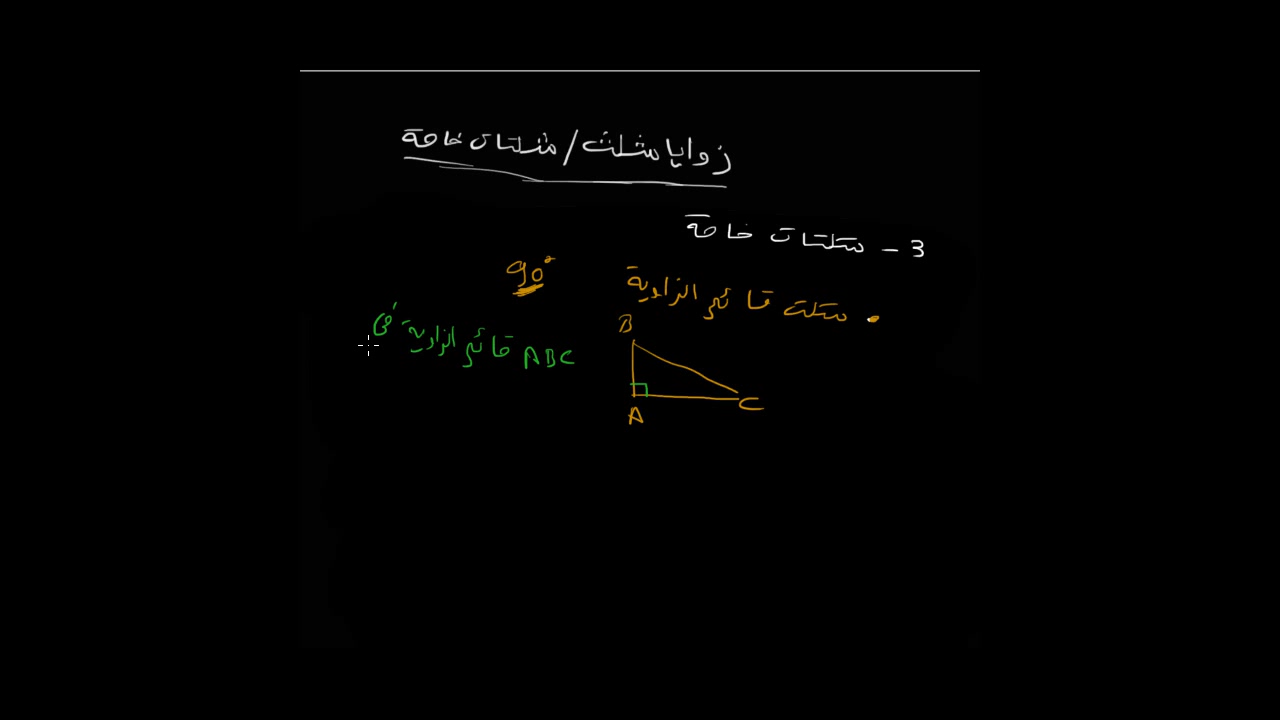 زوايا مثلث / مثلثات خاصة
3 - مثلثات خاصة
• مثلث قائم الزاوية 90°
ABC قائم الزاوية في
B
A
C